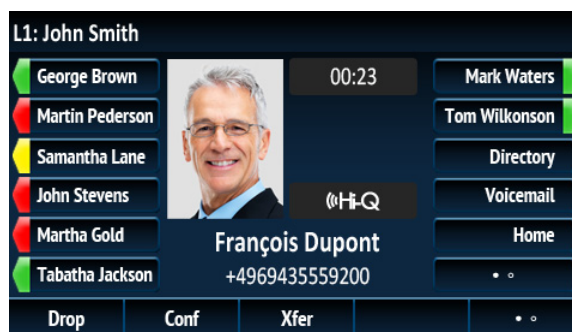 L1: John Smith
George Brown
00:23
Mark Waters
Martin Pederson
Tom Wilkonson
Samantha Lane
Directory
John Stevens
Hi-Q
Voicemail
Martha Gold
François Dupont
Home
Tabatha Jackson
+4969435559200
Drop
Conf
Xfer